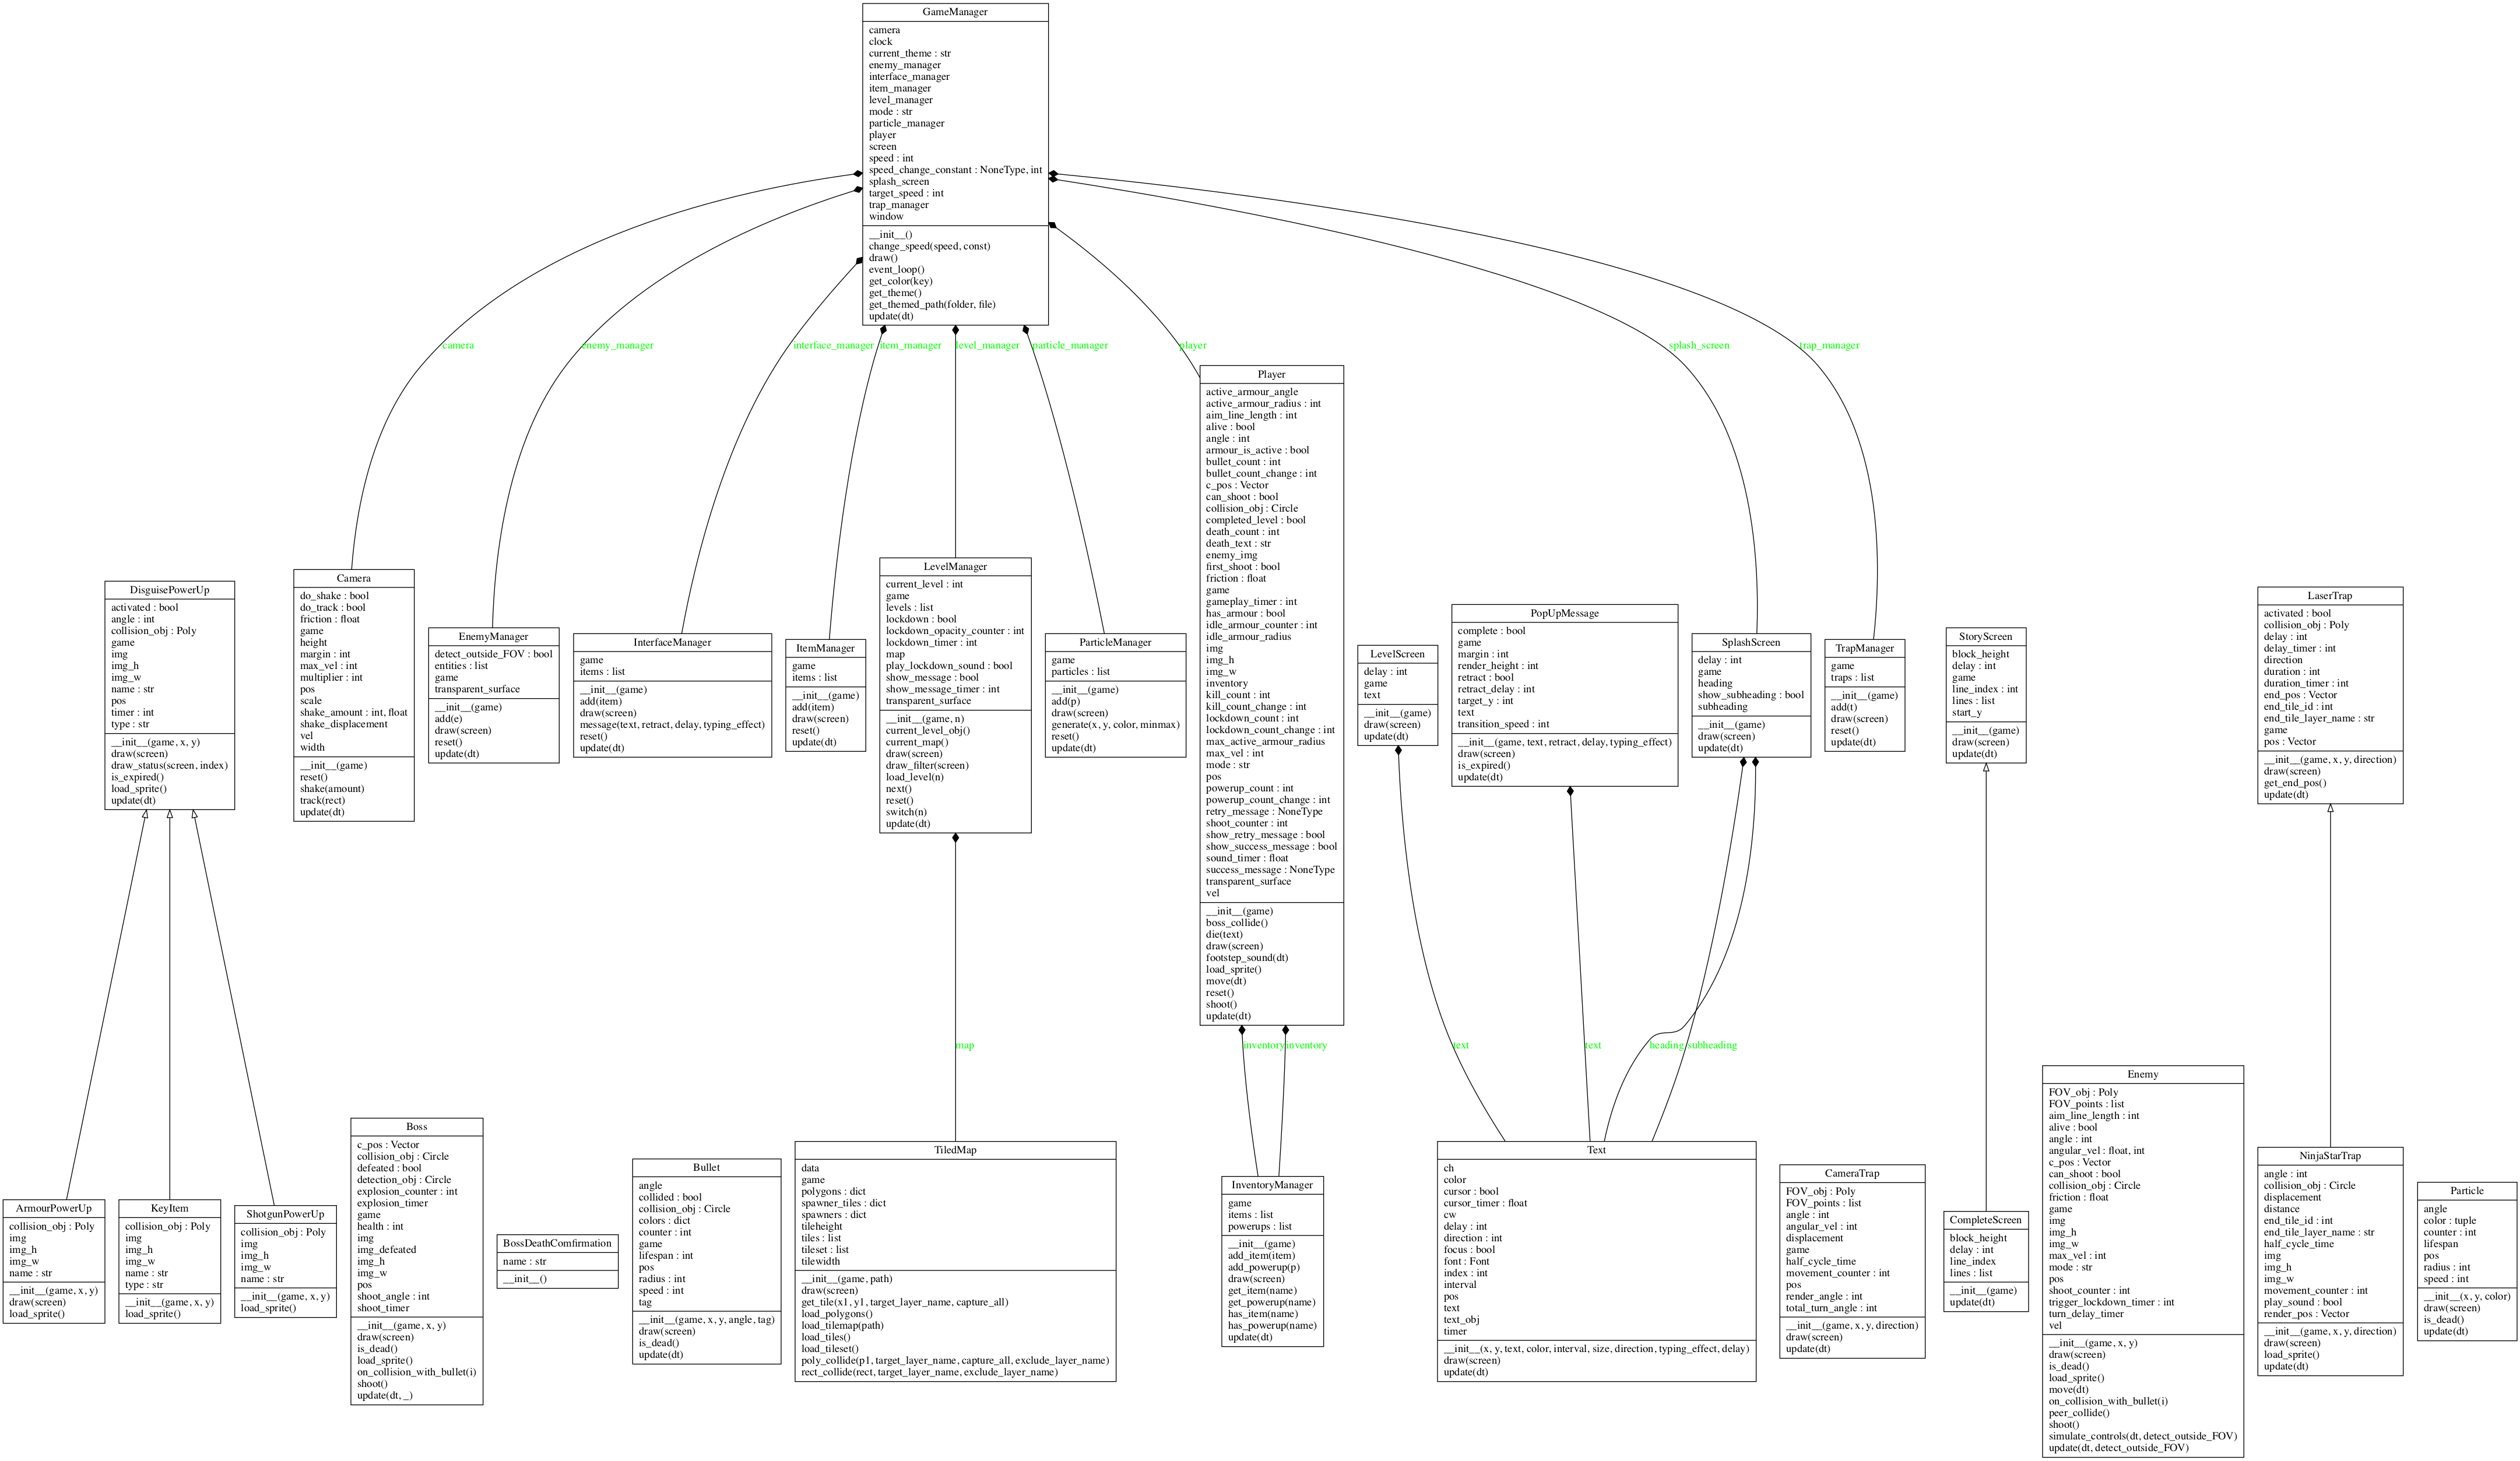 GameManager
camera
clock
current_theme : str
enemy_manager
interface_manager
item_manager
level_manager
mode : str
particle_manager
player
screen
speed : int
speed_change_constant : NoneType, int
splash_screen
target_speed : int
trap_manager
window
__init__()
change_speed(speed, const)
draw()
event_loop()
get_color(key)
get_theme()
get_themed_path(folder, file)
update(dt)
camera
enemy_manager
interface_manager
item_manager
level_manager
particle_manager
player
splash_screen
trap_manager
DisguisePowerUp
activated : bool
angle : int
collision_obj : Poly
game
img
img_h
img_w
name : str
pos
timer : int
type : str
__init__(game, x, y)
draw(screen)
draw_status(screen, index)
is_expired()
load_sprite()
update(dt)
Camera
do_shake : bool
do_track : bool
friction : float
game
height
margin : int
max_vel : int
multiplier : int
pos
scale
shake_amount : int, float
shake_displacement
vel
width
__init__(game)
reset()
shake(amount)
track(rect)
update(dt)
EnemyManager
detect_outside_FOV : bool
entities : list
game
transparent_surface
__init__(game)
add(e)
draw(screen)
reset()
update(dt)
InterfaceManager
game
items : list
__init__(game)
add(item)
draw(screen)
message(text, retract, delay, typing_effect)
reset()
update(dt)
ItemManager
game
items : list
__init__(game)
add(item)
draw(screen)
reset()
update(dt)
LevelManager
current_level : int
game
levels : list
lockdown : bool
lockdown_opacity_counter : int
lockdown_timer : int
map
play_lockdown_sound : bool
show_message : bool
show_message_timer : int
transparent_surface
__init__(game, n)
current_level_obj()
current_map()
draw(screen)
draw_filter(screen)
load_level(n)
next()
reset()
switch(n)
update(dt)
ParticleManager
game
particles : list
__init__(game)
add(p)
draw(screen)
generate(x, y, color, minmax)
reset()
update(dt)
Player
active_armour_angle
active_armour_radius : int
aim_line_length : int
alive : bool
angle : int
armour_is_active : bool
bullet_count : int
bullet_count_change : int
c_pos : Vector
can_shoot : bool
collision_obj : Circle
completed_level : bool
death_count : int
death_text : str
enemy_img
first_shoot : bool
friction : float
game
gameplay_timer : int
has_armour : bool
idle_armour_counter : int
idle_armour_radius
img
img_h
img_w
inventory
kill_count : int
kill_count_change : int
lockdown_count : int
lockdown_count_change : int
max_active_armour_radius
max_vel : int
mode : str
pos
powerup_count : int
powerup_count_change : int
retry_message : NoneType
shoot_counter : int
show_retry_message : bool
show_success_message : bool
sound_timer : float
success_message : NoneType
transparent_surface
vel
__init__(game)
boss_collide()
die(text)
draw(screen)
footstep_sound(dt)
load_sprite()
move(dt)
reset()
shoot()
update(dt)
LevelScreen
delay : int
game
text
__init__(game)
draw(screen)
update(dt)
PopUpMessage
complete : bool
game
margin : int
render_height : int
retract : bool
retract_delay : int
target_y : int
text
transition_speed : int
__init__(game, text, retract, delay, typing_effect)
draw(screen)
is_expired()
update(dt)
SplashScreen
delay : int
game
heading
show_subheading : bool
subheading
__init__(game)
draw(screen)
update(dt)
TrapManager
game
traps : list
__init__(game)
add(t)
draw(screen)
reset()
update(dt)
StoryScreen
block_height
delay : int
game
line_index : int
lines : list
start_y
__init__(game)
draw(screen)
update(dt)
LaserTrap
activated : bool
collision_obj : Poly
delay : int
delay_timer : int
direction
duration : int
duration_timer : int
end_pos : Vector
end_tile_id : int
end_tile_layer_name : str
game
pos : Vector
__init__(game, x, y, direction)
draw(screen)
get_end_pos()
update(dt)
map
inventory
inventory
text
text
heading
subheading
ArmourPowerUp
collision_obj : Poly
img
img_h
img_w
name : str
__init__(game, x, y)
draw(screen)
load_sprite()
KeyItem
collision_obj : Poly
img
img_h
img_w
name : str
type : str
__init__(game, x, y)
load_sprite()
ShotgunPowerUp
collision_obj : Poly
img
img_h
img_w
name : str
__init__(game, x, y)
load_sprite()
Boss
c_pos : Vector
collision_obj : Circle
defeated : bool
detection_obj : Circle
explosion_counter : int
explosion_timer
game
health : int
img
img_defeated
img_h
img_w
pos
shoot_angle : int
shoot_timer
__init__(game, x, y)
draw(screen)
is_dead()
load_sprite()
on_collision_with_bullet(i)
shoot()
update(dt, _)
BossDeathComfirmation
name : str
__init__()
Bullet
angle
collided : bool
collision_obj : Circle
colors : dict
counter : int
game
lifespan : int
pos
radius : int
speed : int
tag
__init__(game, x, y, angle, tag)
draw(screen)
is_dead()
update(dt)
TiledMap
data
game
polygons : dict
spawner_tiles : dict
spawners : dict
tileheight
tiles : list
tileset : list
tilewidth
__init__(game, path)
draw(screen)
get_tile(x1, y1, target_layer_name, capture_all)
load_polygons()
load_tilemap(path)
load_tiles()
load_tileset()
poly_collide(p1, target_layer_name, capture_all, exclude_layer_name)
rect_collide(rect, target_layer_name, exclude_layer_name)
InventoryManager
game
items : list
powerups : list
__init__(game)
add_item(item)
add_powerup(p)
draw(screen)
get_item(name)
get_powerup(name)
has_item(name)
has_powerup(name)
update(dt)
Text
ch
color
cursor : bool
cursor_timer : float
cw
delay : int
direction : int
focus : bool
font : Font
index : int
interval
pos
text
text_obj
timer
__init__(x, y, text, color, interval, size, direction, typing_effect, delay)
draw(screen)
update(dt)
CameraTrap
FOV_obj : Poly
FOV_points : list
angle : int
angular_vel : int
displacement
game
half_cycle_time
movement_counter : int
pos
render_angle : int
total_turn_angle : int
__init__(game, x, y, direction)
draw(screen)
update(dt)
CompleteScreen
block_height
delay : int
line_index
lines : list
__init__(game)
update(dt)
Enemy
FOV_obj : Poly
FOV_points : list
aim_line_length : int
alive : bool
angle : int
angular_vel : float, int
c_pos : Vector
can_shoot : bool
collision_obj : Circle
friction : float
game
img
img_h
img_w
max_vel : int
mode : str
pos
shoot_counter : int
trigger_lockdown_timer : int
turn_delay_timer
vel
__init__(game, x, y)
draw(screen)
is_dead()
load_sprite()
move(dt)
on_collision_with_bullet(i)
peer_collide()
shoot()
simulate_controls(dt, detect_outside_FOV)
update(dt, detect_outside_FOV)
NinjaStarTrap
angle : int
collision_obj : Circle
displacement
distance
end_tile_id : int
end_tile_layer_name : str
half_cycle_time
img
img_h
img_w
movement_counter : int
play_sound : bool
render_pos : Vector
__init__(game, x, y, direction)
draw(screen)
load_sprite()
update(dt)
Particle
angle
color : tuple
counter : int
lifespan
pos
radius : int
speed : int
__init__(x, y, color)
draw(screen)
is_dead()
update(dt)